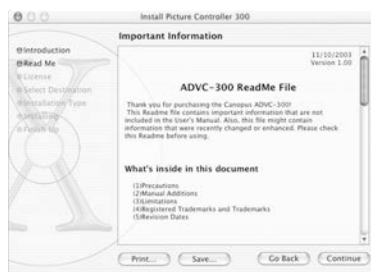 Install Picture Controller 300
Important Information
Introduction
Read Me
License
Select Destination
Installation Type
Installing
Finish Up
11/10/2003
Version 1.00
ADVC-300 ReadMe File
Thank you for purchasing the Canopus ADVC-300!
This Readme file contains important information that are not
included in the User's Manual. Also, this file might contain
information that were recently changed or enhanced. Please check
this Readme before using.
What's inside in this document
(1)Precautions
(2)Manual Additions
(3)Limitations
(4)Registered Trademarks and Trademarks
(5)Revision Dates
Print...
Save...
Go Back
Continue